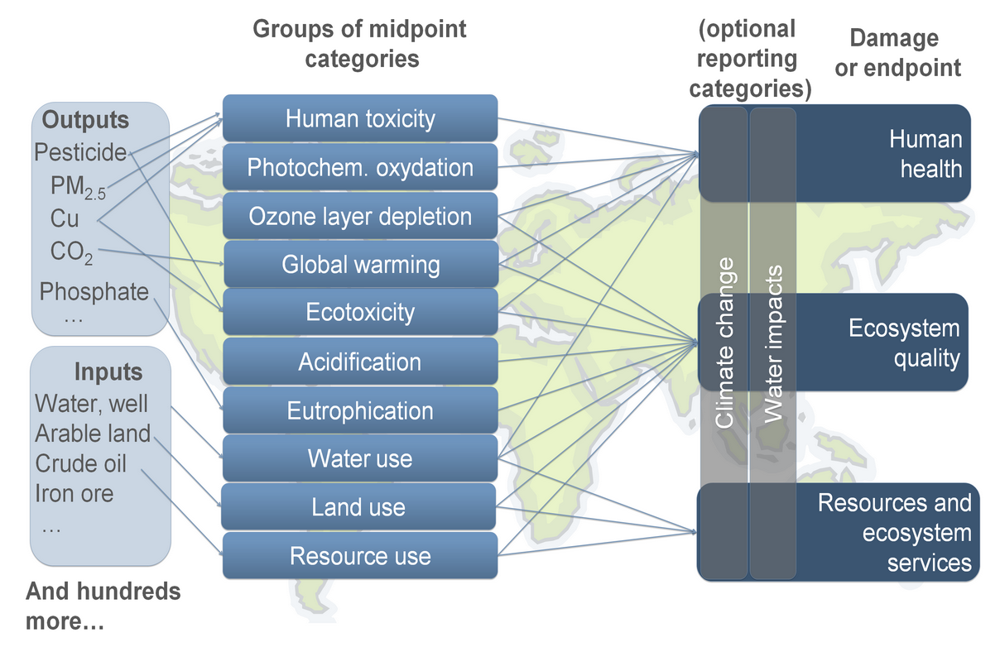 Groups of midpoint
categories
(optional
reporting
categories)
Damage
or endpoint
Outputs
Pesticide
PM2.5
Cu
CO2
Phosphate
…
Inputs
Water, well
Arable land
Crude oil
Iron ore
…
And hundreds
more…
Human toxicity
Photochem. oxydation
Ozone layer depletion
Global warming
Ecotoxicity
Acidification
Eutrophication
Water use
Land use
Resource use
Climate change
Water impacts
Human
health
Ecosystem
quality
Resources and
ecosystem
services